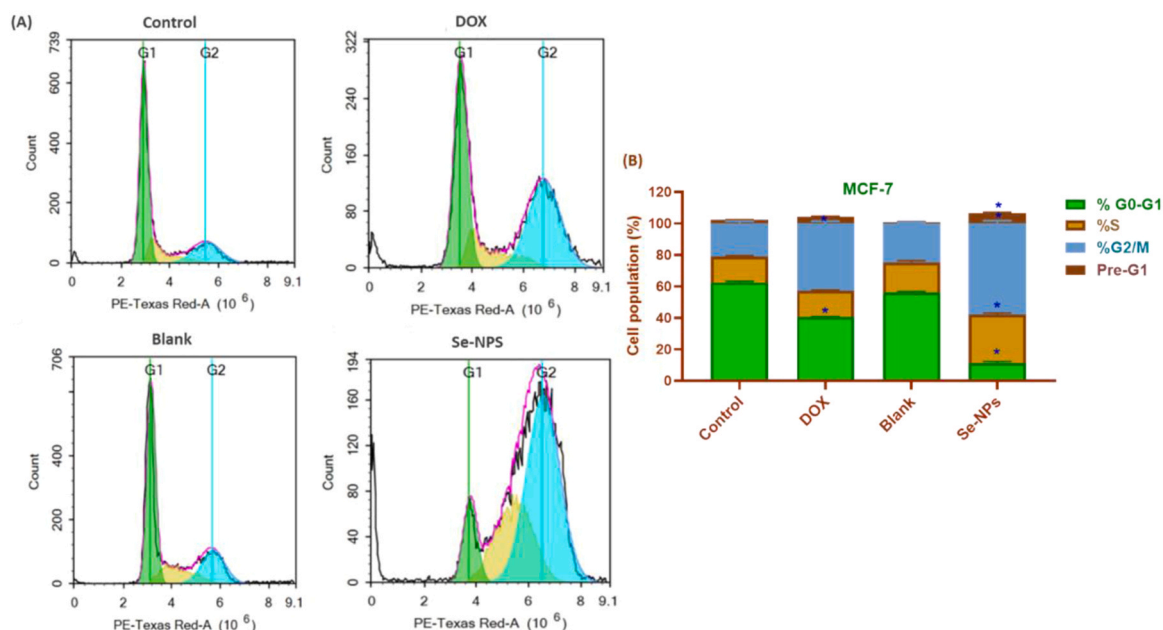 (A)
Control
739
600
400
200
0
G1
G2
Count
0
2
4
6
8
9.1
PE-Texas Red-A (10 6)
DOX
322
240
160
80
0
G1
G2
Count
0
2
4
6
8
9.1
PE-Texas Red-A (10 6)
Blank
706
400
200
0
G1
G2
Count
0
2
4
6
8
9.1
PE-Texas Red-A (10 6)
Se-NPS
194
160
120
80
40
0
G1
G2
Count
0
2
4
6
8
9.1
PE-Texas Red-A (10 6)
(B)
MCF-7
120
100
80
60
40
20
0
Cell population (%)
*
*
*
*
*
*
Control
DOX
Blank
Se-NPs
% G0-G1
%S
%G2/M
Pre-G1